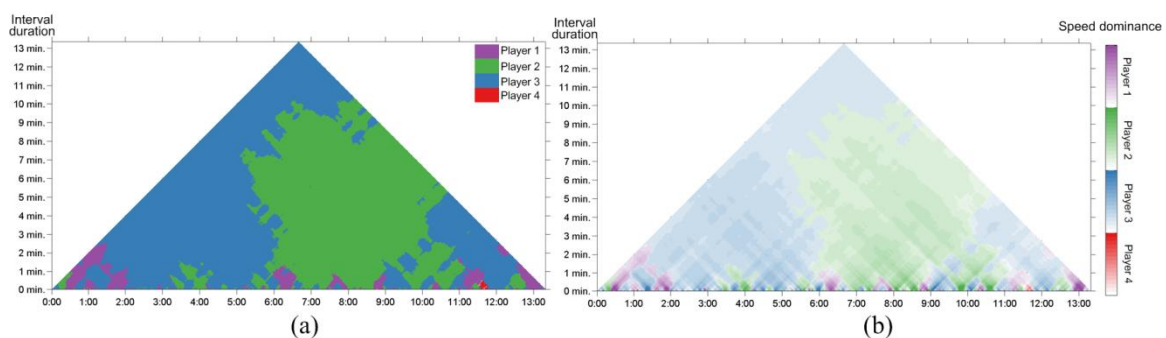 Interval
duration
13 min.
12 min.
11 min.
10 min.
9 min.
8 min.
7 min.
6 min.
5 min.
4 min.
3 min.
2 min.
1 min.
0 min.
0:00 1:00 2:00 3:00 4:00 5:00 6:00 7:00 8:00 9:00 10:00 11:00 12:00 13:00
Player 1
Player 2
Player 3
Player 4
(a)
Interval
duration
13 min.
12 min.
11 min.
10 min.
9 min.
8 min.
7 min.
6 min.
5 min.
4 min.
3 min.
2 min.
1 min.
0 min.
0:00 1:00 2:00 3:00 4:00 5:00 6:00 7:00 8:00 9:00 10:00 11:00 12:00 13:00
Speed dominance
Player 1
Player 2
Player 3
Player 4
(b)